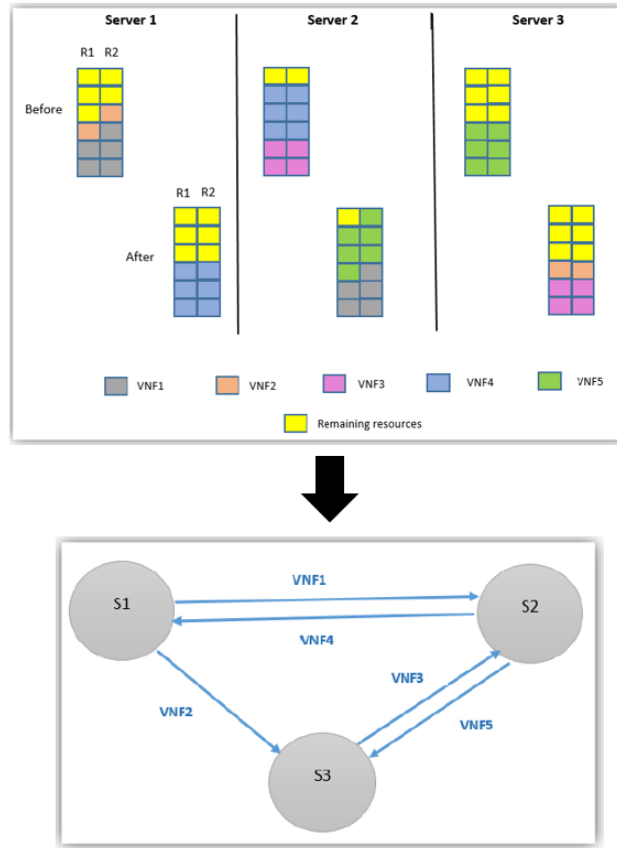 Server 1 Server 2 Server 3
R1 R2
Before
R1 R2
After
VNF1 VNF2 VNF3 VNF4 VNF5
Remaining resources
VNF1
S1 S2
VNF4
VNF3
VNF2 VNF5
S3